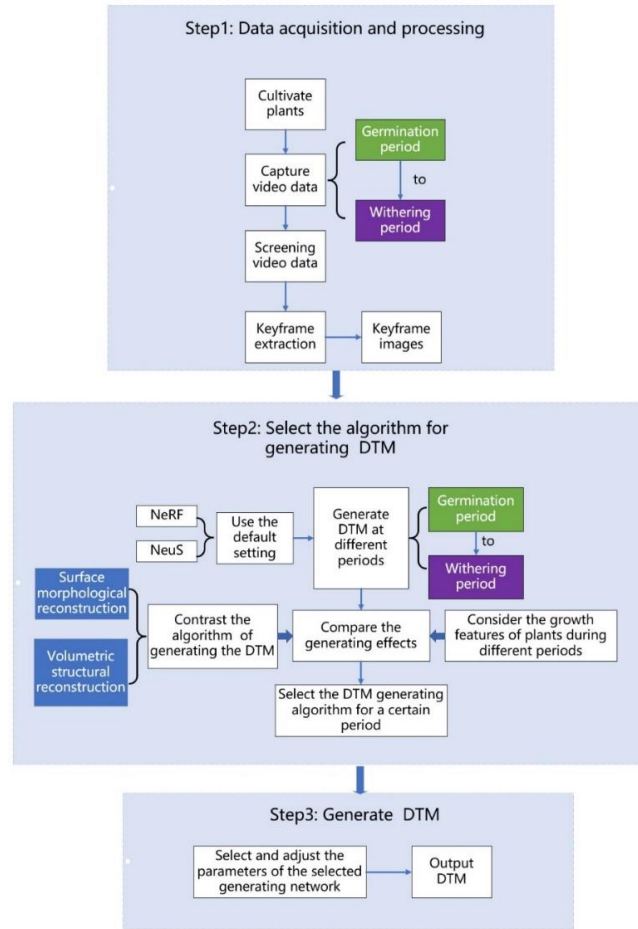 Step1: Data acquisition and processing
Cultivate
plants
Capture
video data
Germination
period
to
Withering
period
Screening
video data
Keyframe
extraction
Keyframe
images
Step2: Select the algorithm for
generating DTM
NeRF
NeuS
Use the
default
setting
Generate
DTM at
different
periods
Germination
period
to
Withering
period
Surface
morphological
reconstruction
Volumetric
structural
reconstruction
Contrast the
algorithm of
generating the DTM
Compare the
generating effects
Consider the growth
features of plants during
different periods
Select the DTM generating
algorithm for a certain
period
Step3: Generate DTM
Select and adjust the
parameters of the selected
generating network
Output
DTM